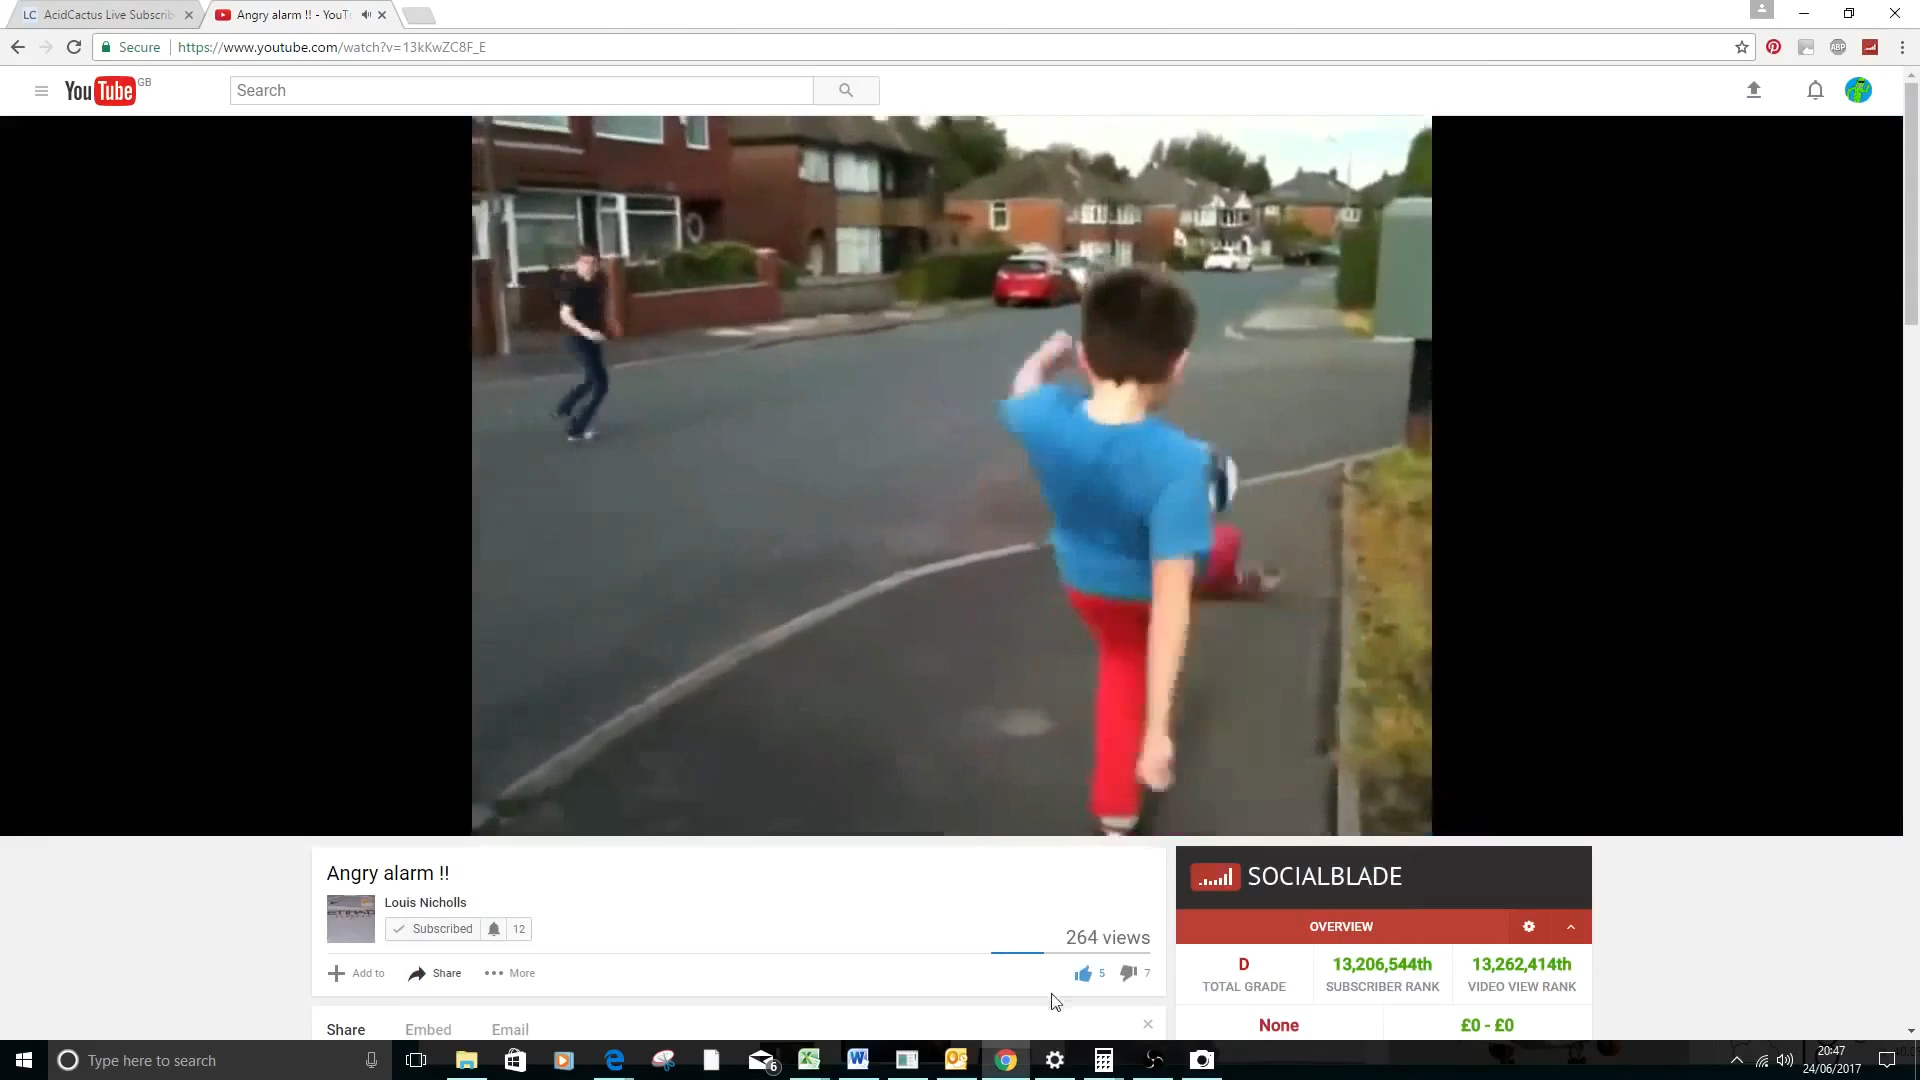 LC AcidCactus Live Subscrib
Angry alarm !! - YouT
Secure https://www.youtube.com/watch?v=13kKwZC8F_E
ABP
YouTube GB
Search
Angry alarm !!
Louis Nicholls
Subscribed 12
264 views
Add to Share More
5 7
Share Embed Email
SOCIALBLADE
OVERVIEW
D 13,206,544th 13,262,414th
TOTAL GRADE SUBSCRIBER RANK VIDEO VIEW RANK
None £0 - £0
Type here to search
6
20:47
24/06/2017